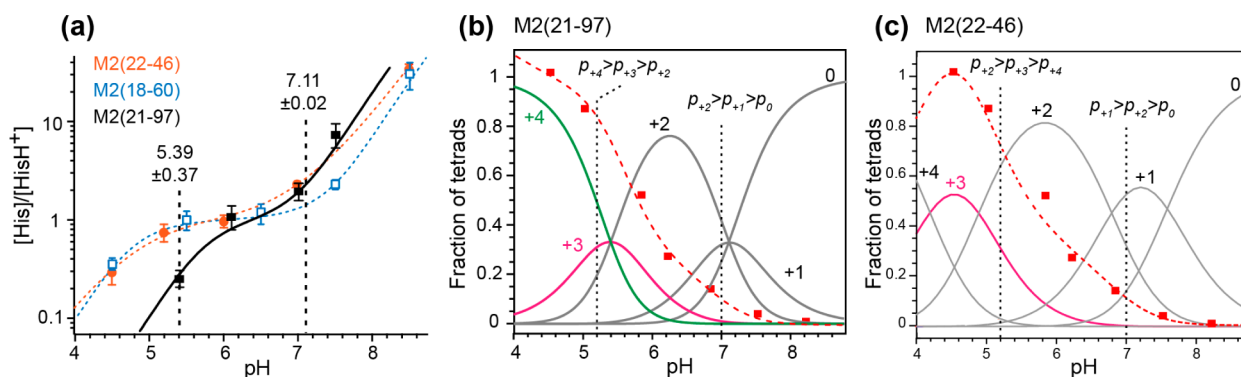 (a)
M2(22-46)
M2(18-60)
M2(21-97)
7.11
±0.02
5.39
±0.37
[His]/[HisH⁺]
10
1
0.1
4
5
6
7
8
pH
(b) M2(21-97)
p₊₄>p₊₃>p₊₂
p₊₂>p₊₁>p₀
0
+4
+2
+3
+1
Fraction of tetrads
1
0.8
0.6
0.4
0.2
0
4
5
6
7
8
pH
(c) M2(22-46)
p₊₂>p₊₃>p₊₄
p₊₁>p₊₂>p₀
0
+2
+4
+3
+1
Fraction of tetrads
1
0.8
0.6
0.4
0.2
0
4
5
6
7
8
pH